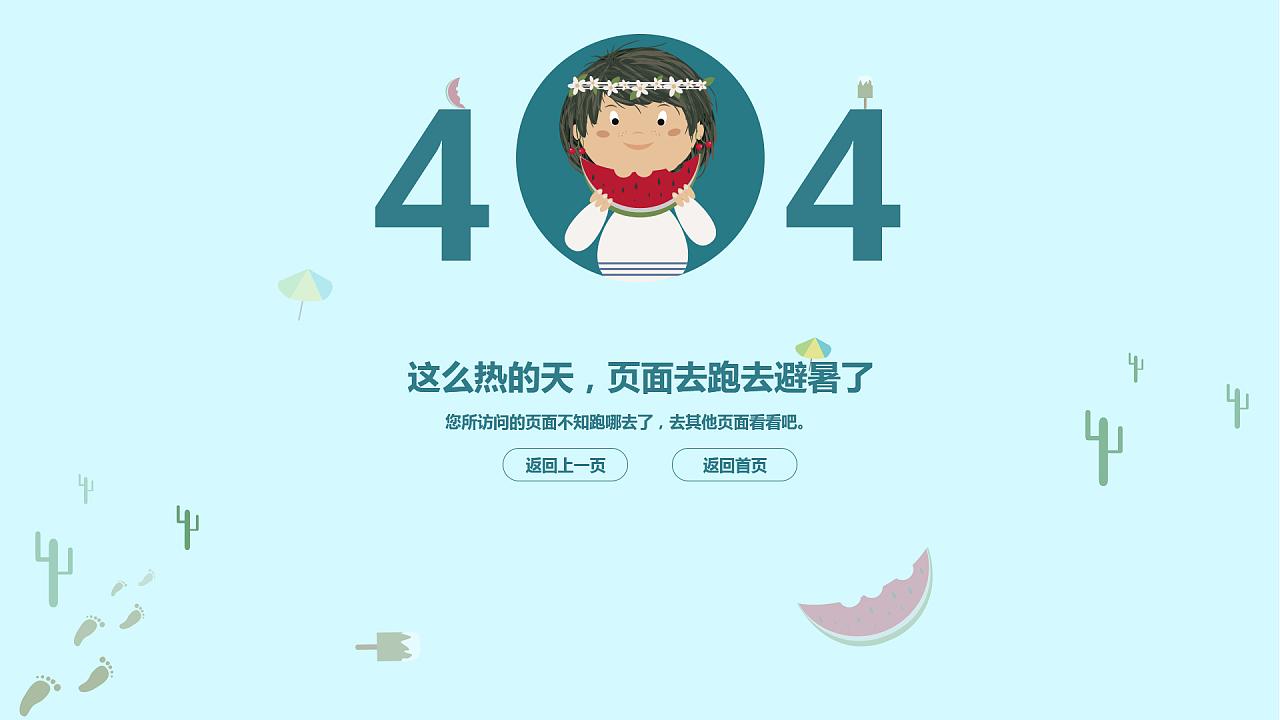 4 4
这么热的天，页面去跑去避暑了
您所访问的页面不知跑哪去了，去其他页面看看吧。
返回上一页 返回首页